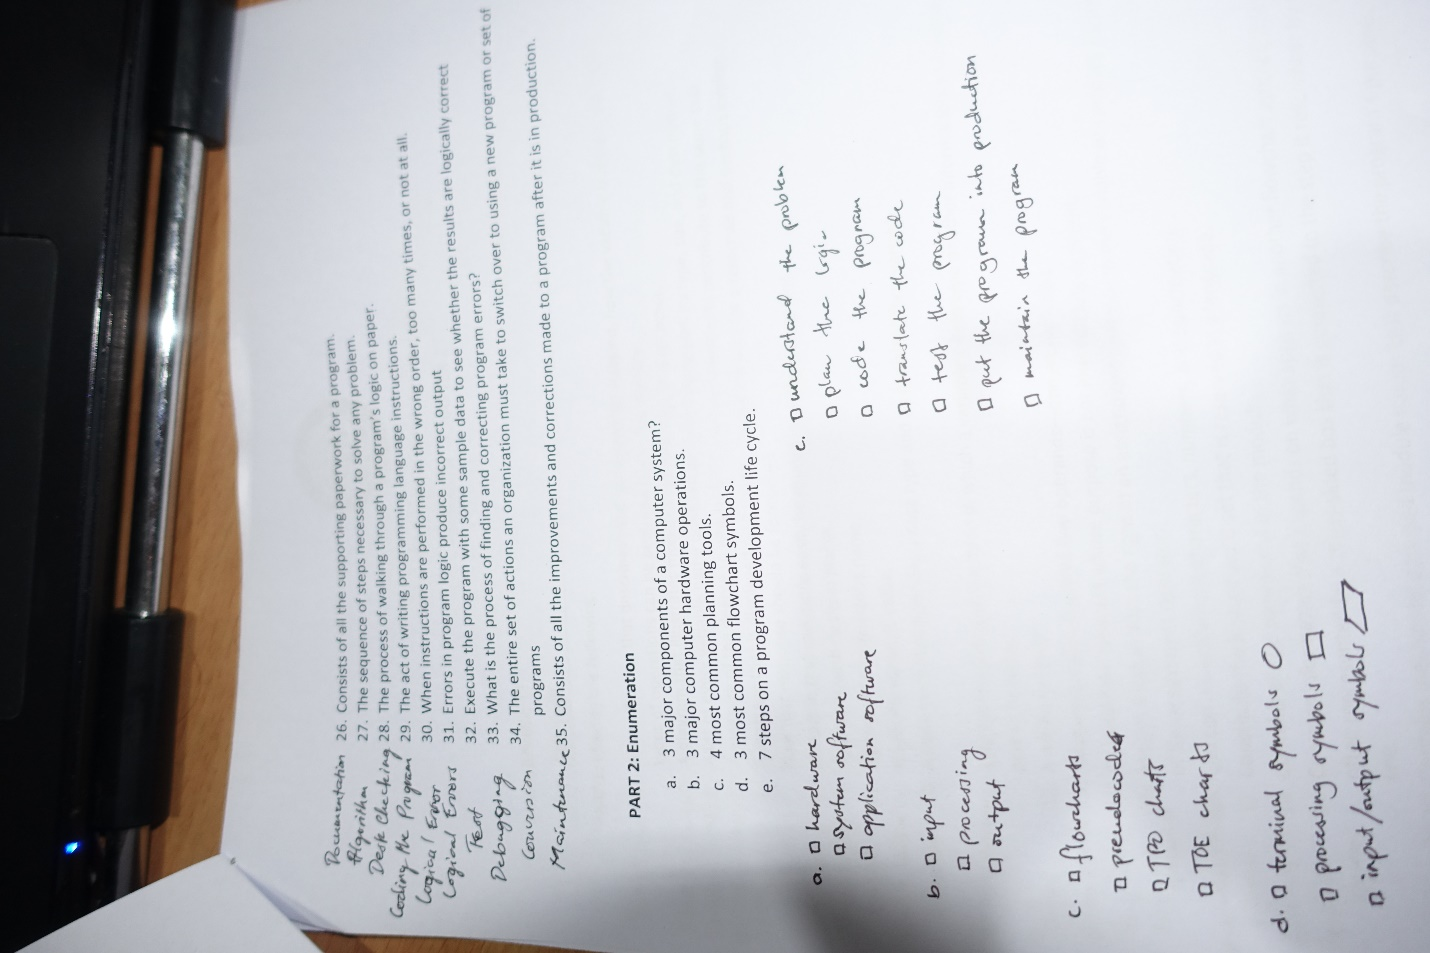 Documentation 26. Consists of all the supporting paperwork for a program.
Algorithm 27. The sequence of steps necessary to solve any problem.
Desk Checking 28. The process of walking through a program's logic on paper.
Coding the Program 29. The act of writing programming language instructions.
Logical Error 30. When instructions are performed in the wrong order, too many times, or not at all.
Logical Errors 31. Errors in program logic produce incorrect output
Test 32. Execute the program with some sample data to see whether the results are logically correct
Debugging 33. What is the process of finding and correcting program errors?
Conversion 34. The entire set of actions an organization must take to switch over to using a new program or set of
programs
Maintenance 35. Consists of all the improvements and corrections made to a program after it is in production.
PART 2: Enumeration
a. 3 major components of a computer system?
b. 3 major computer hardware operations.
c. 4 most common planning tools.
d. 3 most common flowchart symbols.
e. 7 steps on a program development life cycle.
a. hardware
system software
application software
b. input
processing
output
c. flowcharts
pseudocodes
IPO charts
TOE charts
d. terminal symbols
processing symbols
input/output symbols
c. understand the problem
plan the logic
code the program
translate the code
test the program
put the program into production
maintain the program